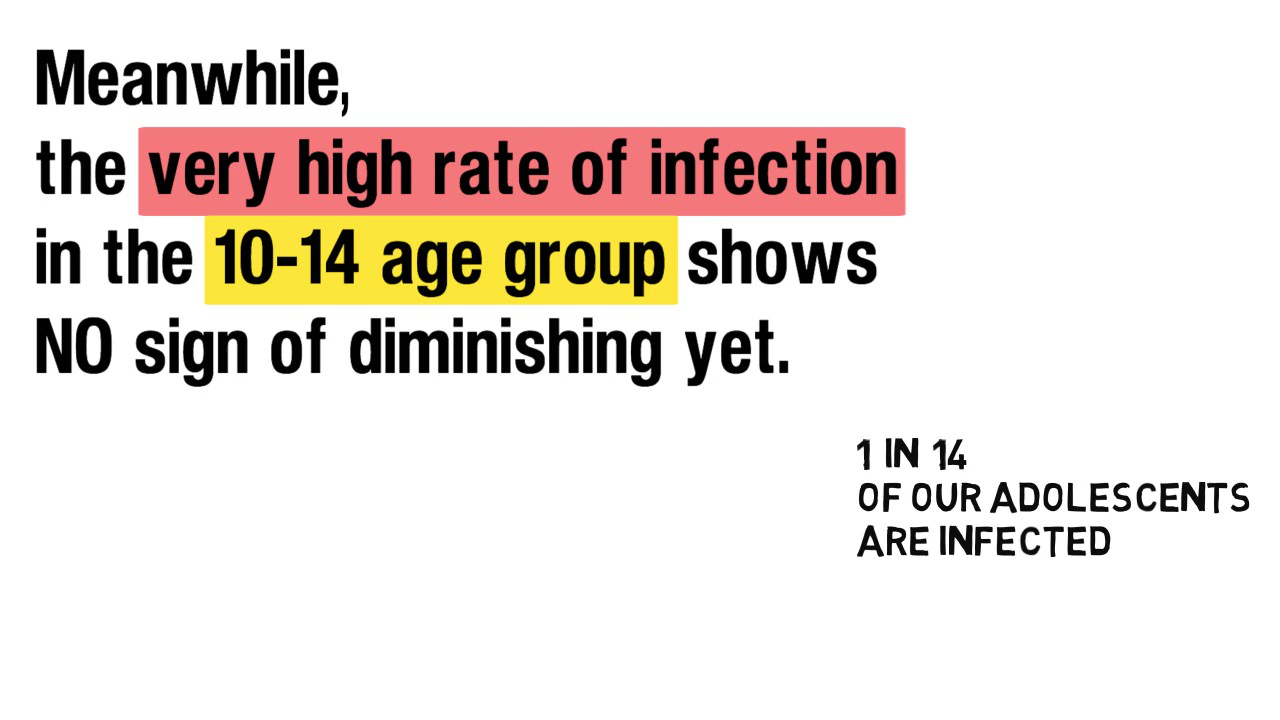 Meanwhile,
the very high rate of infection
in the 10-14 age group shows
NO sign of diminishing yet.
1 IN 14
OF OUR ADOLESCENTS
ARE INFECTED